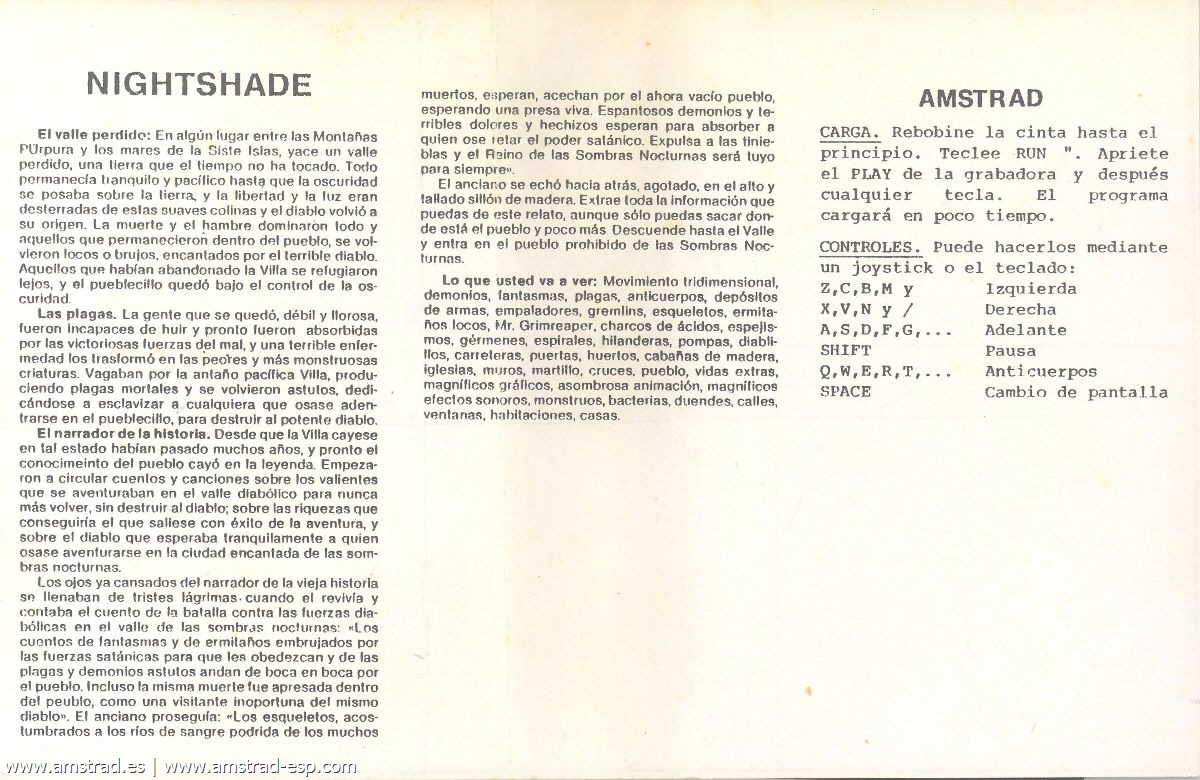 NIGHTSHADE
El valle perdido: En algún lugar entre las Montañas
PUrpura y los mares de la Siste Islas, yace un valle
perdido, una tierra que el tiempo no ha tocado. Todo
permanecía tranquilo y pacífico hasta que la oscuridad
se posaba sobre la tierra, y la libertad y la luz eran
desterradas de estas suaves colinas y el diablo volvió a
su origen. La muerte y el hambre dominaron todo y
aquellos que permanecieron dentro del pueblo, se vol-
vieron locos o brujos, encantados por el terrible diablo.
Aquellos que habían abandonado la Villa se refugiaron
lejos, y el pueblecillo quedó bajo el control de la os-
curidad.
Las plagas. La gente que se quedó, débil y llorosa,
fueron incapaces de huir y pronto fueron absorbidas
por las victoriosas fuerzas del mal, y una terrible enfer-
medad los trasformó en las peores y más monstruosas
criaturas. Vagaban por la antaño pacífica Villa, produ-
ciendo plagas mortales y se volvieron astutos, dedi-
cándose a esclavizar a cualquiera que osase aden-
trarse en el pueblecillo, para destruir al potente diablo.
El narrador de la historia. Desde que la Villa cayese
en tal estado habían pasado muchos años, y pronto el
conocimeinto del pueblo cayó en la leyenda. Empeza-
ron a circular cuentos y canciones sobre los valientes
que se aventuraban en el valle diabólico para nunca
más volver, sin destruir al diablo; sobre las riquezas que
conseguiría el que saliese con éxito de la aventura, y
sobre el diablo que esperaba tranquilamente a quien
osase aventurarse en la ciudad encantada de las som-
bras nocturnas.
Los ojos ya cansados del narrador de la vieja historia
se llenaban de tristes lágrimas cuando el revivía y
contaba el cuento de la batalla contra las fuerzas dia-
bólicas en el valle de las sombras nocturnas: «Los
cuentos de fantasmas y de ermitaños embrujados por
las fuerzas satánicas para que les obedezcan y de las
plagas y demonios astutos andan de boca en boca por
el pueblo. Incluso la misma muerte fue apresada dentro
del peublo, como una visitante inoportuna del mismo
diablo». El anciano proseguía: «Los esqueletos, acos-
tumbrados a los ríos de sangre podrida de los muchos
muertos, esperan, acechan por el ahora vacío pueblo,
esperando una presa viva. Espantosos demonios y te-
rribles dolores y hechizos esperan para absorber a
quien ose retar el poder satánico. Expulsa a las tinie-
blas y el Reino de las Sombras Nocturnas será tuyo
para siempre».
El anciano se echó hacia atrás, agotado, en el alto y
tallado sillón de madera. Extrae toda la información que
puedas de este relato, aunque sólo puedas sacar don-
de está el pueblo y poco más. Descuende hasta el Valle
y entra en el pueblo prohibido de las Sombras Noc-
turnas.
Lo que usted va a ver: Movimiento tridimensional,
demonios, fantasmas, plagas, anticuerpos, depósitos
de armas, empaladores, gremlins, esqueletos, ermita-
ños locos, Mr. Grimreaper, charcos de ácidos, espejis-
mos, gérmenes, espirales, hilanderas, pompas, diabli-
llos, carreteras, puertas, huertos, cabañas de madera,
iglesias, muros, martillo, cruces, pueblo, vidas extras,
magníficos gráficos, asombrosa animación, magníficos
efectos sonoros, monstruos, bacterias, duendes, calles,
ventanas, habitaciones, casas.
AMSTRAD
CARGA. Rebobine la cinta hasta el
principio. Teclee RUN ". Apriete
el PLAY de la grabadora y después
cualquier tecla. El programa
cargará en poco tiempo.
CONTROLES. Puede hacerlos mediante
un joystick o el teclado:
Z,C,B,M y Izquierda
X,V,N y / Derecha
A,S,D,F,G,... Adelante
SHIFT Pausa
Q,W,E,R,T,... Anticuerpos
SPACE Cambio de pantalla
www.amstrad.es | www.amstrad-esp.com